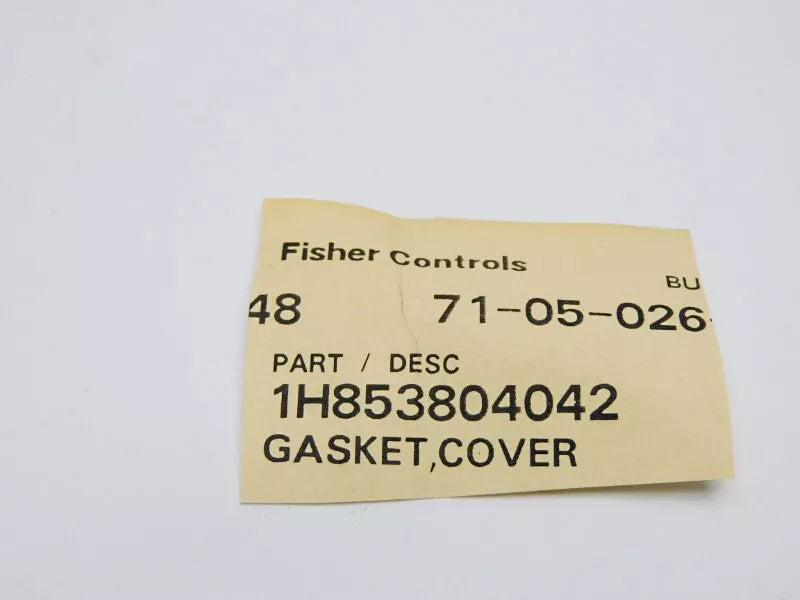 Fisher Controls
BU
48 71-05-026-
PART / DESC
1H853804042
GASKET,COVER